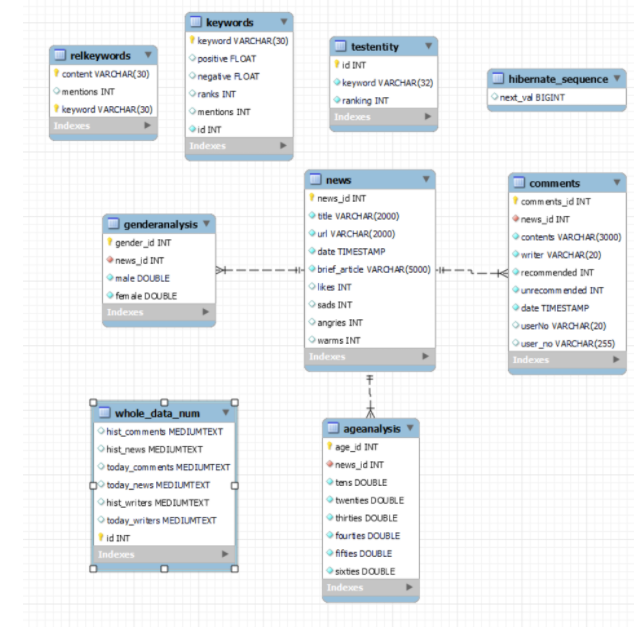 keywords
keyword VARCHAR(30)
positive FLOAT
negative FLOAT
ranks INT
mentions INT
id INT
Indexes
relkeywords
content VARCHAR(30)
mentions INT
keyword VARCHAR(30)
Indexes
testentity
id INT
keyword VARCHAR(32)
ranking INT
Indexes
hibernate_sequence
next_val BIGINT
news
news_id INT
title VARCHAR(2000)
url VARCHAR(2000)
date TIMESTAMP
brief_article VARCHAR(5000)
likes INT
sads INT
angries INT
warms INT
Indexes
comments
comments_id INT
news_id INT
contents VARCHAR(3000)
writer VARCHAR(20)
recommended INT
unrecommended INT
date TIMESTAMP
userNo VARCHAR(20)
user_no VARCHAR(255)
Indexes
genderanalysis
gender_id INT
news_id INT
male DOUBLE
female DOUBLE
Indexes
whole_data_num
hist_comments MEDIUMTEXT
hist_news MEDIUMTEXT
today_comments MEDIUMTEXT
today_news MEDIUMTEXT
hist_writers MEDIUMTEXT
today_writers MEDIUMTEXT
id INT
Indexes
ageanalysis
age_id INT
news_id INT
tens DOUBLE
twenties DOUBLE
thirties DOUBLE
fourties DOUBLE
fifties DOUBLE
sixties DOUBLE
Indexes